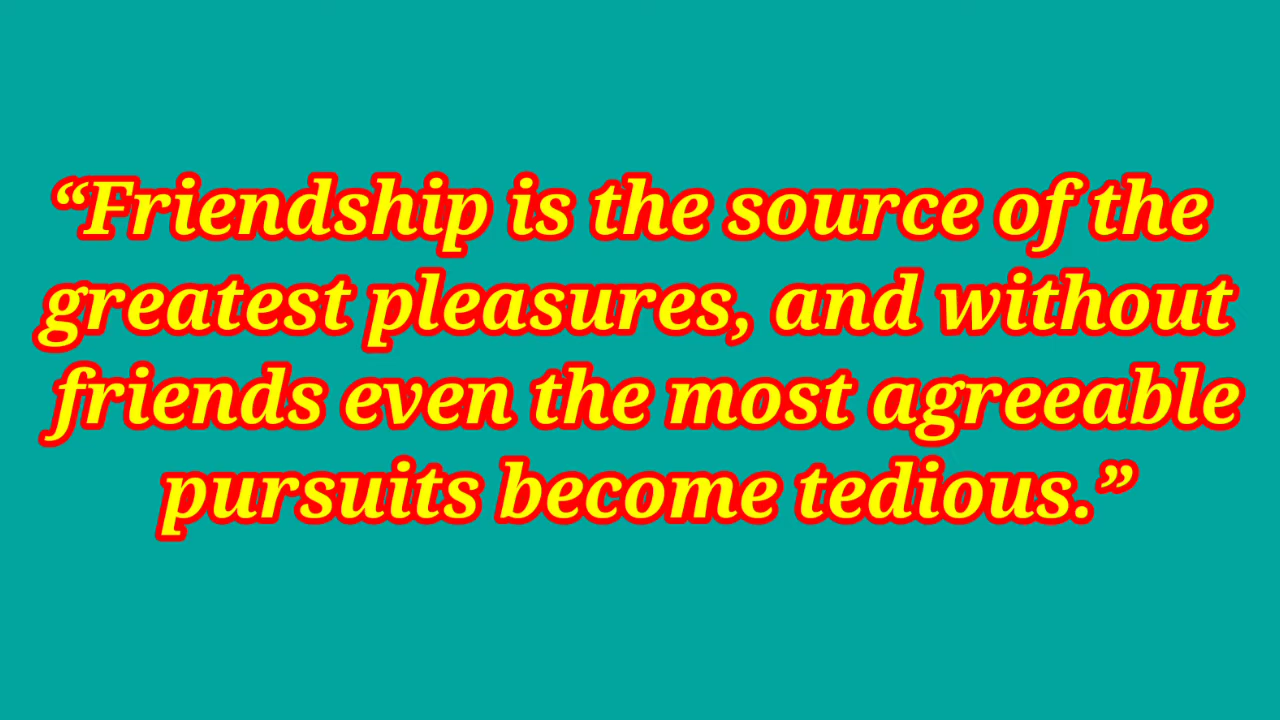 “Friendship is the source of the
greatest pleasures, and without
friends even the most agreeable
pursuits become tedious.”